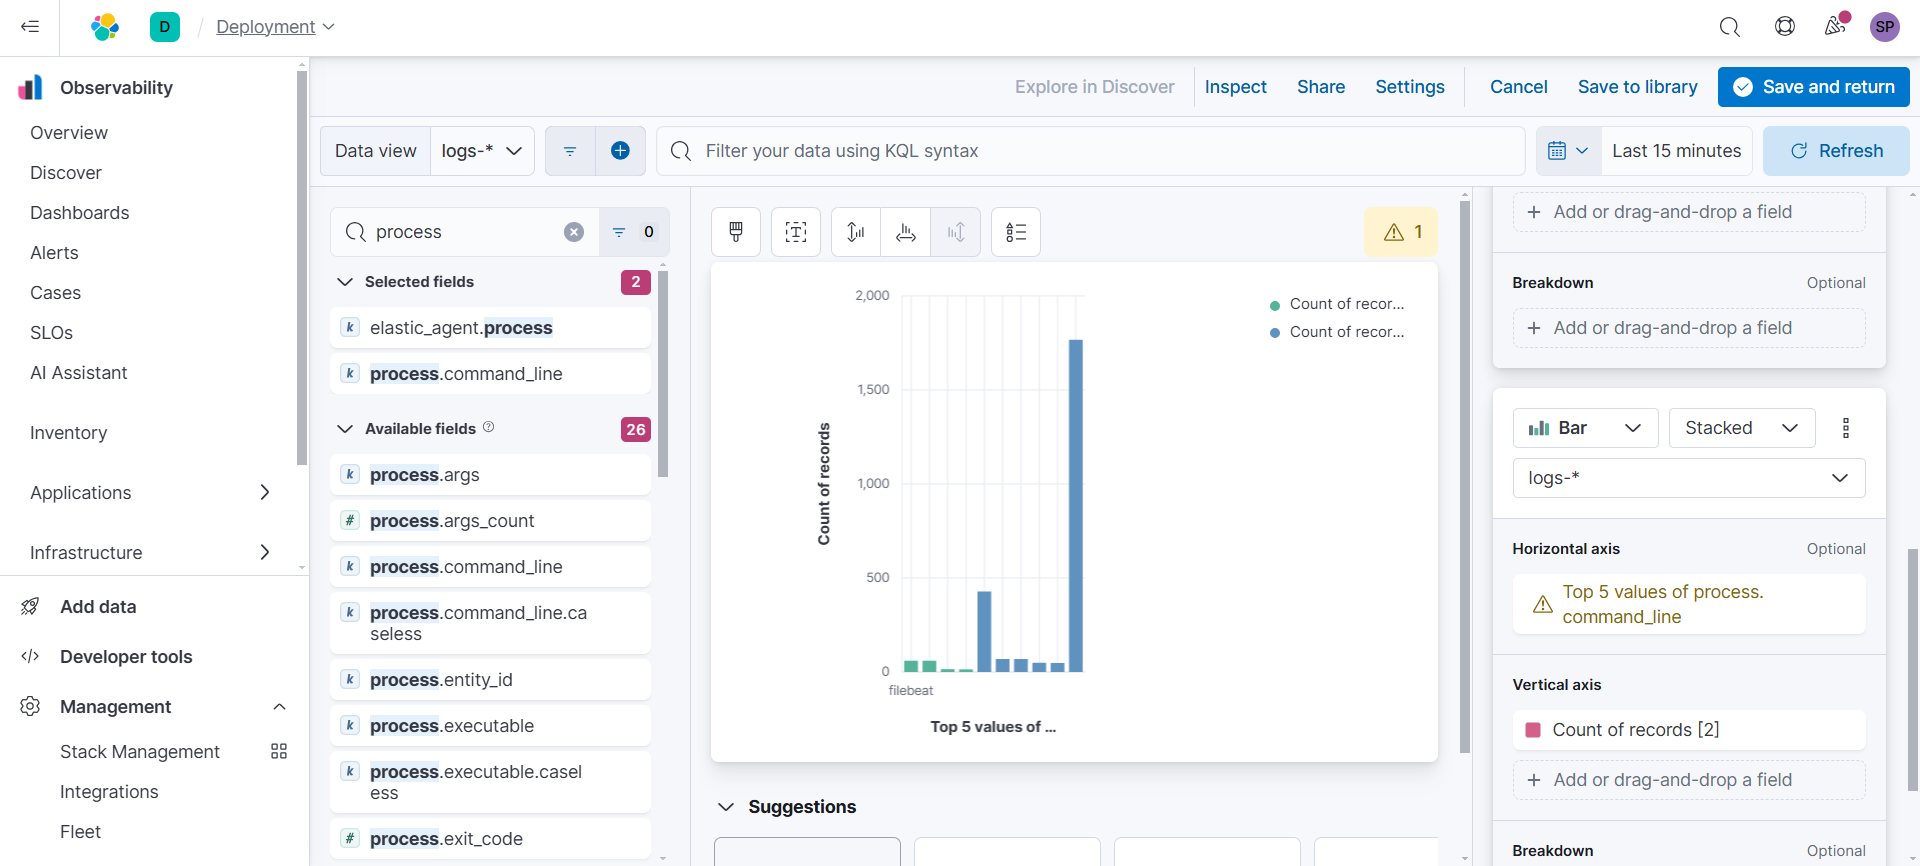 D
Deployment
SP
Observability
Overview
Discover
Dashboards
Alerts
Cases
SLOs
AI Assistant
Inventory
Applications
Infrastructure
Add data
Developer tools
Management
Stack Management
Integrations
Fleet
Explore in Discover
Inspect
Share
Settings
Cancel
Save to library
Save and return
Data view
logs-*
Filter your data using KQL syntax
Last 15 minutes
Refresh
process
0
Selected fields
2
k elastic_agent.process
k process.command_line
Available fields
26
k process.args
# process.args_count
k process.command_line
k process.command_line.ca
seless
k process.entity_id
k process.executable
k process.executable.casel
ess
# process.exit_code
T
1
2,000
1,500
1,000
500
0
Count of records
filebeat
Top 5 values of ...
Count of recor...
Count of recor...
Suggestions
Add or drag-and-drop a field
Breakdown
Optional
Add or drag-and-drop a field
Bar
Stacked
logs-*
Horizontal axis
Optional
Top 5 values of process.
command_line
Vertical axis
Count of records [2]
Add or drag-and-drop a field
Breakdown
Optional